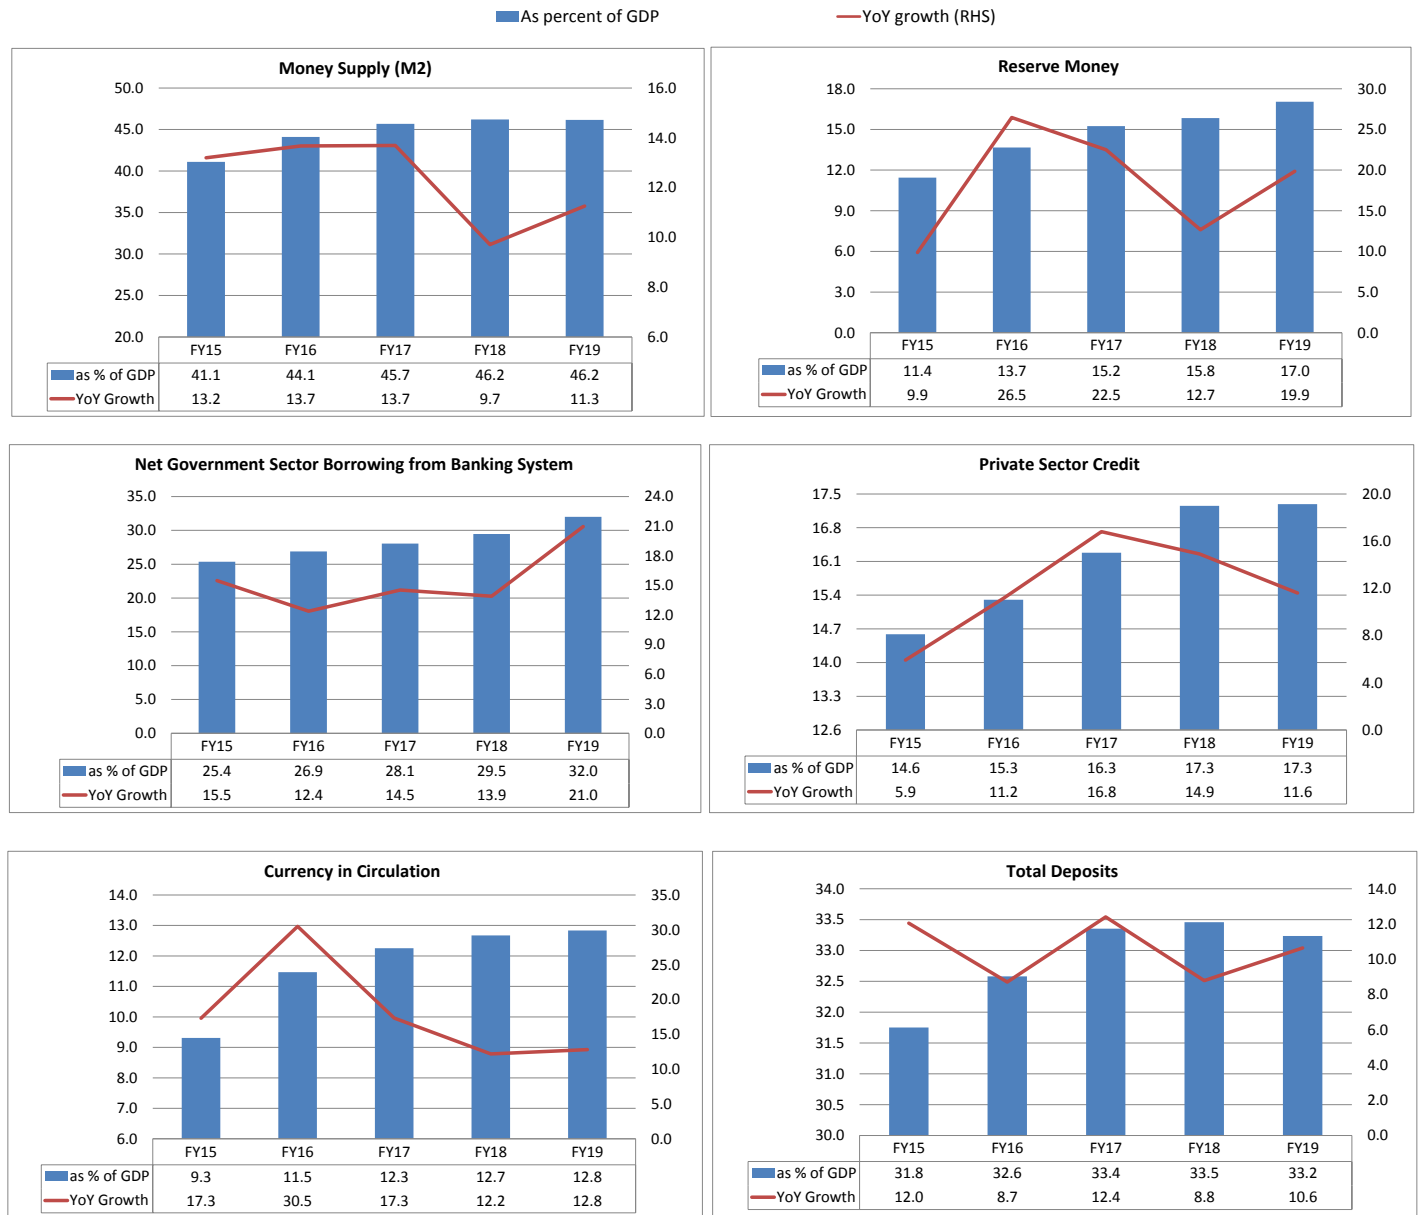 As percent of GDP YoY growth (RHS)
Money Supply (M2)
50.0 16.0
45.0 14.0
40.0 12.0
35.0 10.0
30.0 8.0
25.0 6.0
20.0
FY15 FY16 FY17 FY18 FY19
as % of GDP 41.1 44.1 45.7 46.2 46.2
YoY Growth 13.2 13.7 13.7 9.7 11.3
Reserve Money
18.0 30.0
15.0 25.0
12.0 20.0
9.0 15.0
6.0 10.0
3.0 5.0
0.0 0.0
FY15 FY16 FY17 FY18 FY19
as % of GDP 11.4 13.7 15.2 15.8 17.0
YoY Growth 9.9 26.5 22.5 12.7 19.9
Net Government Sector Borrowing from Banking System
35.0 24.0
30.0 21.0
25.0 18.0
20.0 15.0
15.0 12.0
10.0 9.0
5.0 6.0
0.0 3.0
0.0
FY15 FY16 FY17 FY18 FY19
as % of GDP 25.4 26.9 28.1 29.5 32.0
YoY Growth 15.5 12.4 14.5 13.9 21.0
Private Sector Credit
17.5 20.0
16.8 16.0
16.1 12.0
15.4 8.0
14.7 4.0
14.0 0.0
13.3
12.6
FY15 FY16 FY17 FY18 FY19
as % of GDP 14.6 15.3 16.3 17.3 17.3
YoY Growth 5.9 11.2 16.8 14.9 11.6
Currency in Circulation
14.0 35.0
13.0 30.0
12.0 25.0
11.0 20.0
10.0 15.0
9.0 10.0
8.0 5.0
7.0 0.0
6.0
FY15 FY16 FY17 FY18 FY19
as % of GDP 9.3 11.5 12.3 12.7 12.8
YoY Growth 17.3 30.5 17.3 12.2 12.8
Total Deposits
34.0 14.0
33.5 12.0
33.0 10.0
32.5 8.0
32.0 6.0
31.5 4.0
31.0 2.0
30.5 0.0
30.0
FY15 FY16 FY17 FY18 FY19
as % of GDP 31.8 32.6 33.4 33.5 33.2
YoY Growth 12.0 8.7 12.4 8.8 10.6